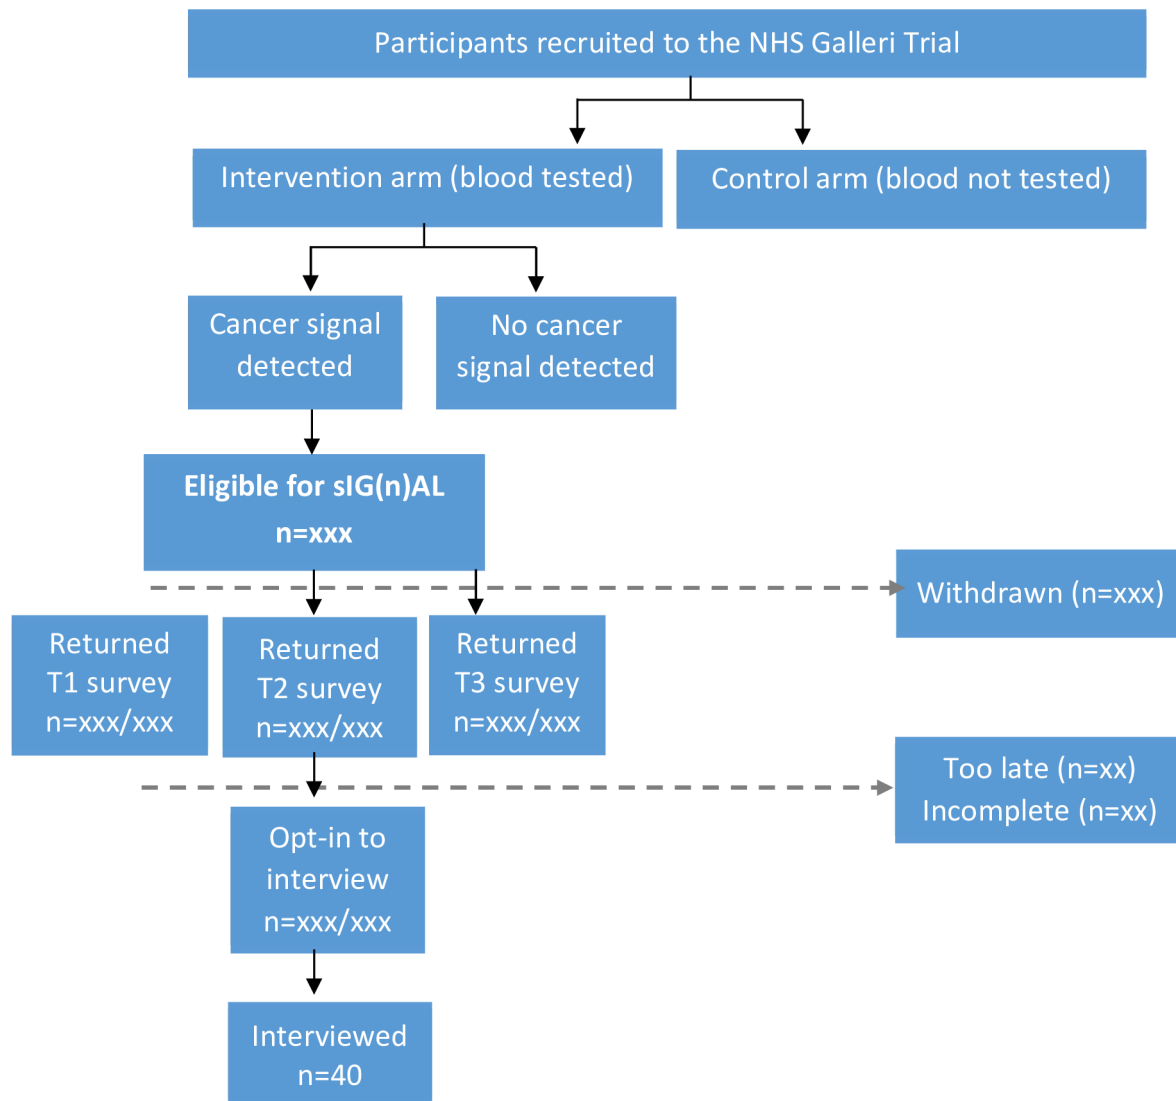 Participants recruited to the NHS Galleri Trial
Intervention arm (blood tested)
Control arm (blood not tested)
Cancer signal
detected
No cancer
signal detected
Eligible for sIG(n)AL
n=xxx
Withdrawn (n=xxx)
Returned
T1 survey
n=xxx/xxx
Returned
T2 survey
n=xxx/xxx
Returned
T3 survey
n=xxx/xxx
Too late (n=xx)
Incomplete (n=xx)
Opt-in to
interview
n=xxx/xxx
Interviewed
n=40